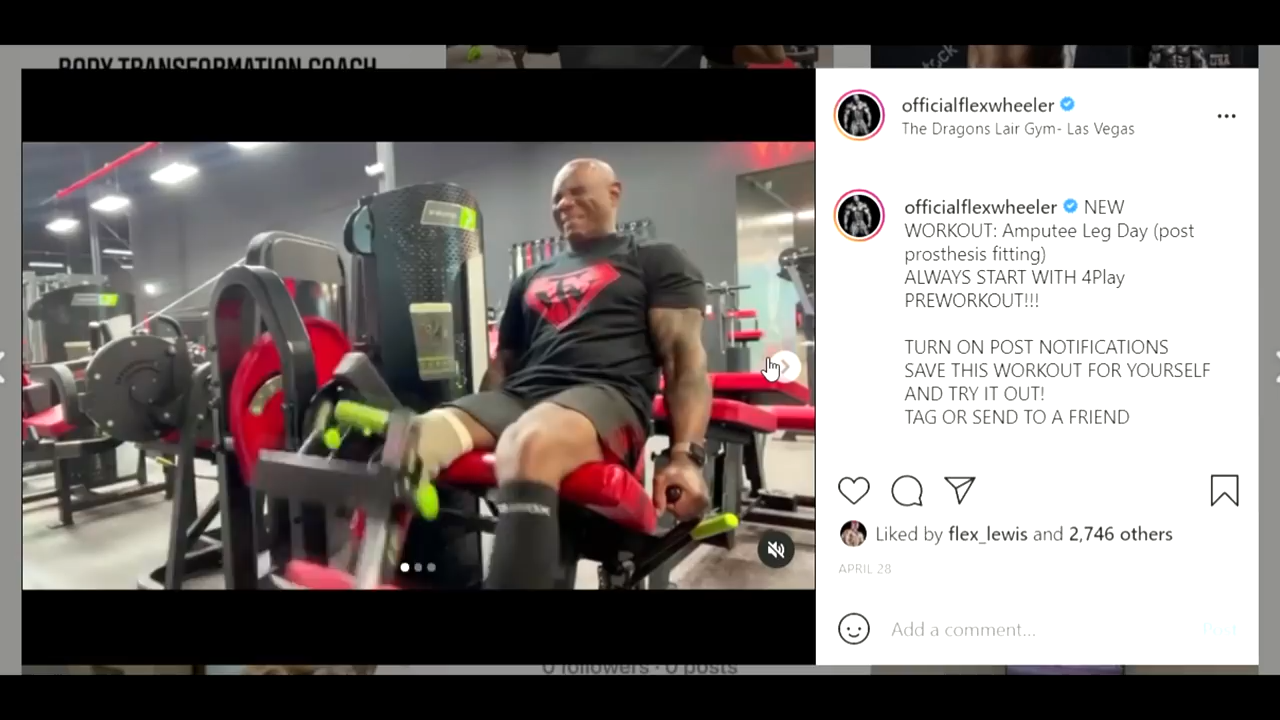 BODY TRANSFORMATION COACH
officialflexwheeler
The Dragons Lair Gym- Las Vegas
officialflexwheeler NEW
WORKOUT: Amputee Leg Day (post
prosthesis fitting)
ALWAYS START WITH 4Play
PREWORKOUT!!!
TURN ON POST NOTIFICATIONS
SAVE THIS WORKOUT FOR YOURSELF
AND TRY IT OUT!
TAG OR SEND TO A FRIEND
Liked by flex_lewis and 2,746 others
APRIL 28
Add a comment...
Post
0 followers · 0 posts